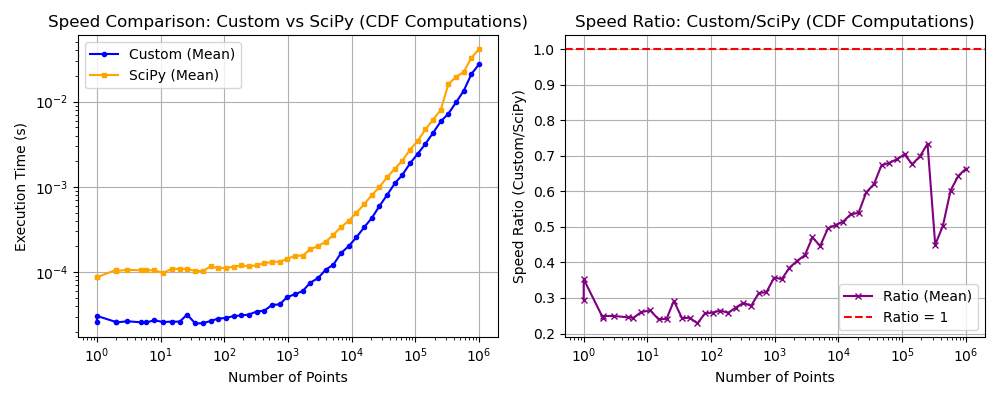 Speed Comparison: Custom vs SciPy (CDF Computations)
Custom (Mean)
SciPy (Mean)
Execution Time (s)
10⁻²
10⁻³
10⁻⁴
10⁰ 10¹ 10² 10³ 10⁴ 10⁵ 10⁶
Number of Points
Speed Ratio: Custom/SciPy (CDF Computations)
Speed Ratio (Custom/SciPy)
1.0
0.9
0.8
0.7
0.6
0.5
0.4
0.3
0.2
Ratio (Mean)
Ratio = 1
10⁰ 10¹ 10² 10³ 10⁴ 10⁵ 10⁶
Number of Points